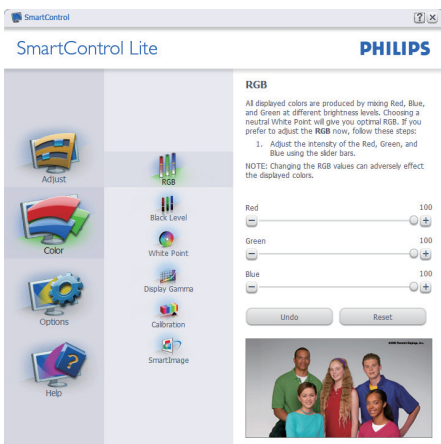 SmartControl
SmartControl Lite
PHILIPS
Adjust
Color
Options
Help
RGB
Black Level
White Point
Display Gamma
Calibration
SmartImage
RGB
All displayed colors are produced by mixing Red, Blue,
and Green at different brightness levels. Choosing a
neutral White Point will give you optimal RGB. If you
prefer to adjust the RGB now, follow these steps:
1. Adjust the intensity of the Red, Green, and
Blue using the slider bars.
NOTE: Changing the RGB values can adversely effect
the displayed colors.
Red 100
Green 100
Blue 100
Undo Reset